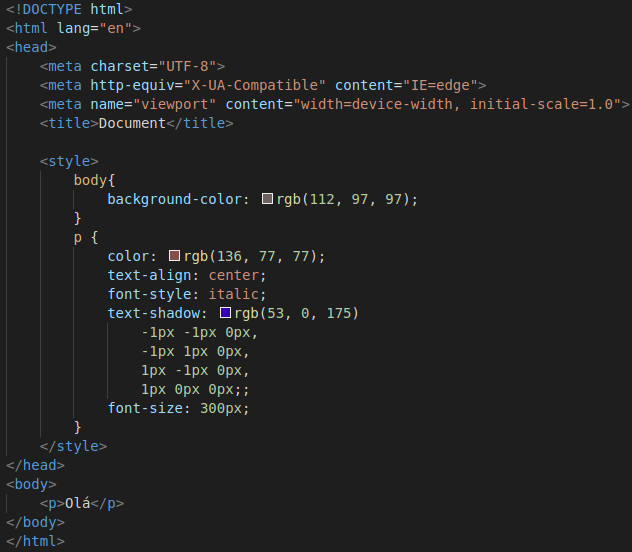 <!DOCTYPE html>
<html lang="en">
<head>
    <meta charset="UTF-8">
    <meta http-equiv="X-UA-Compatible" content="IE=edge">
    <meta name="viewport" content="width=device-width, initial-scale=1.0">
    <title>Document</title>

    <style>
        body{
            background-color: rgb(112, 97, 97);
        }
        p {
            color: rgb(136, 77, 77);
            text-align: center;
            font-style: italic;
            text-shadow: rgb(53, 0, 175)
                -1px -1px 0px,
                -1px 1px 0px,
                1px -1px 0px,
                1px 0px 0px;;
            font-size: 300px;
        }
    </style>
</head>
<body>
    <p>Olá</p>
</body>
</html>